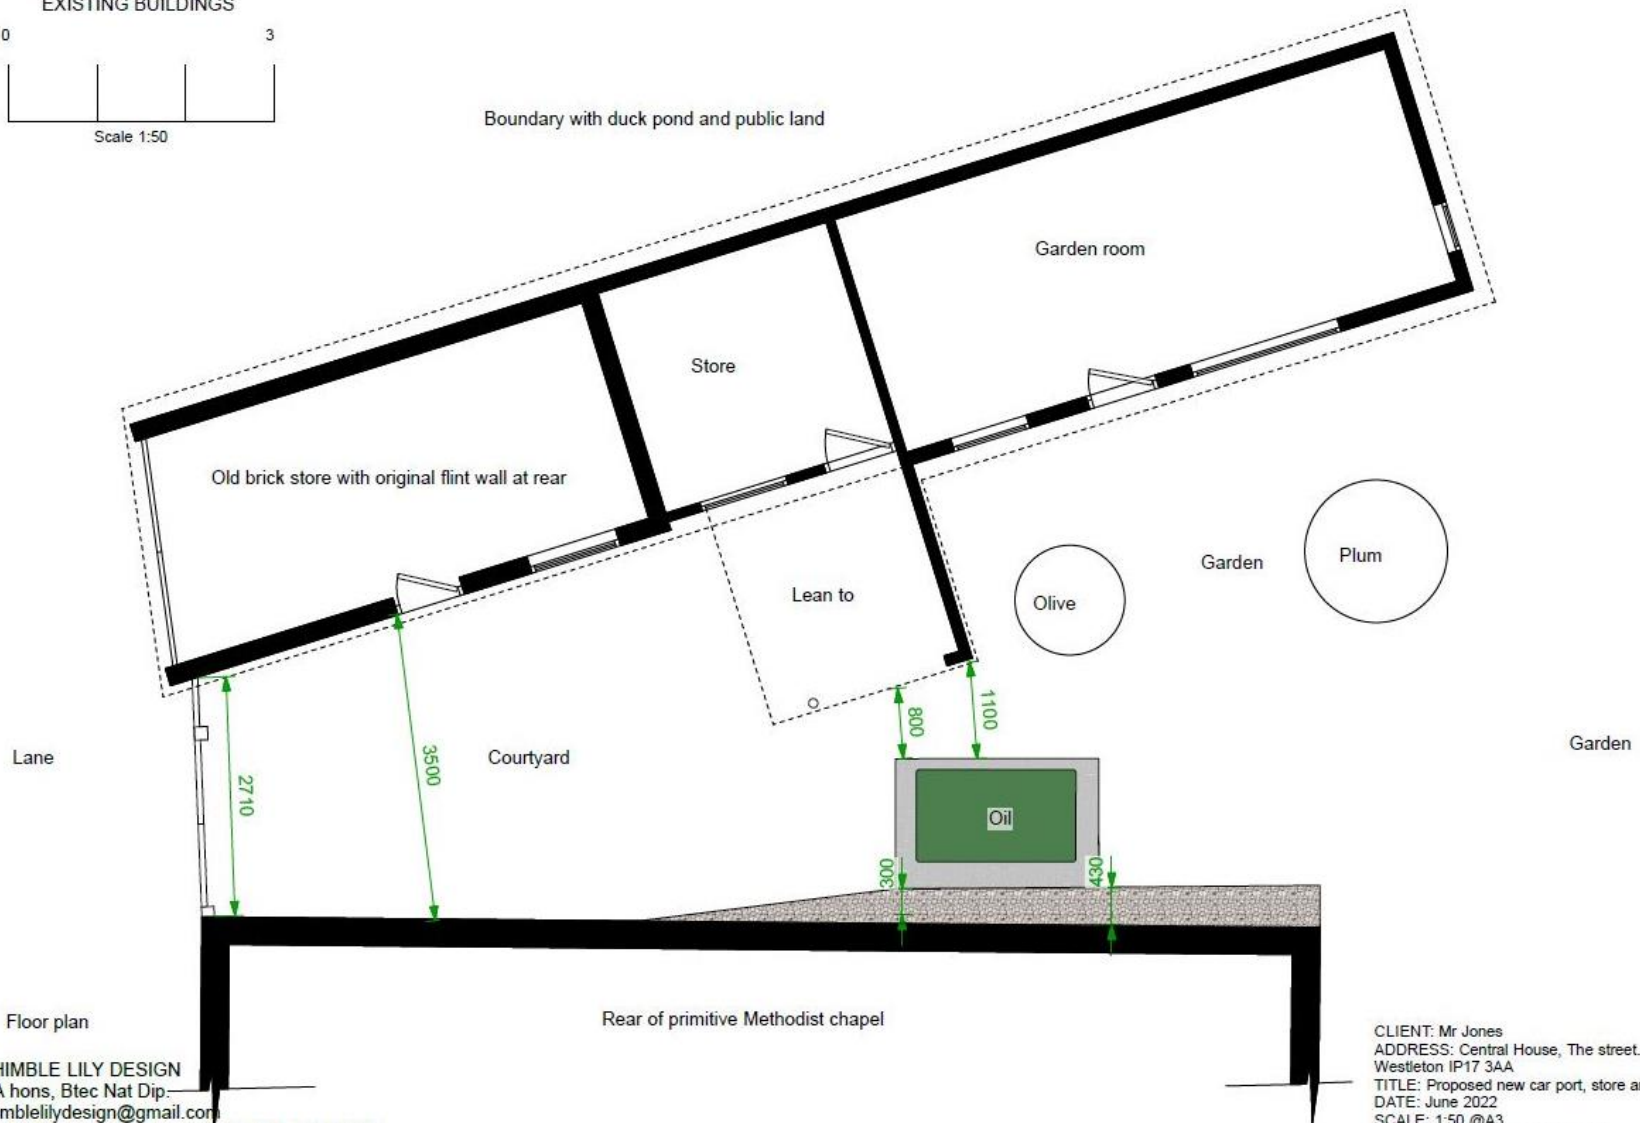 EXISTING BUILDINGS
0 3
Scale 1:50
Boundary with duck pond and public land
Garden room
Store
Old brick store with original flint wall at rear
Lean to
Olive
Garden
Plum
800
1100
Lane
2710
3500
Courtyard
Garden
Oil
300
430
Floor plan
Rear of primitive Methodist chapel
HIMBLE LILY DESIGN
A hons, Btec Nat Dip.
mblelilydesign@gmail.com
CLIENT: Mr Jones
ADDRESS: Central House, The street.
Westleton IP17 3AA
TITLE: Proposed new car port, store a
DATE: June 2022
SCALE: 1:50 @A3